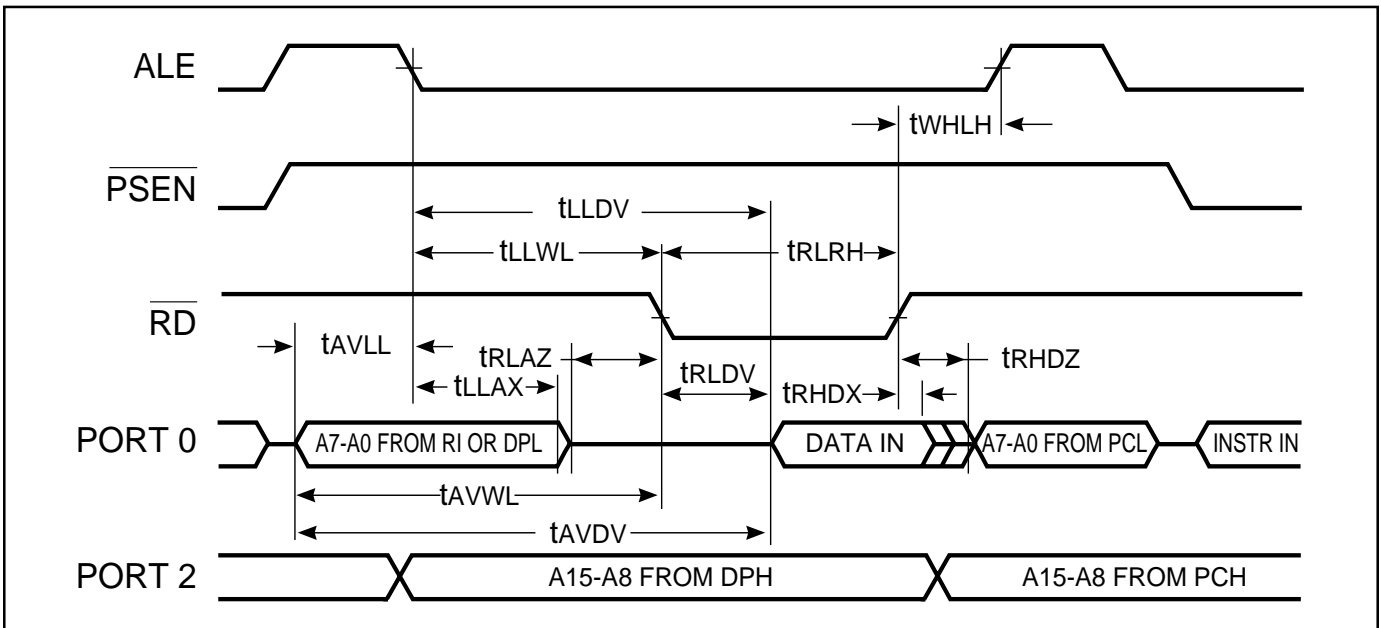 ALE
tWHLH
PSEN
tLLDV
tLLWL
tRLRH
RD
tAVLL
tRLAZ
tRLDV
tRHDZ
tLLAX
tRHDX
PORT 0
A7-A0 FROM RI OR DPL
DATA IN
A7-A0 FROM PCL
INSTR IN
tAVWL
tAVDV
PORT 2
A15-A8 FROM DPH
A15-A8 FROM PCH